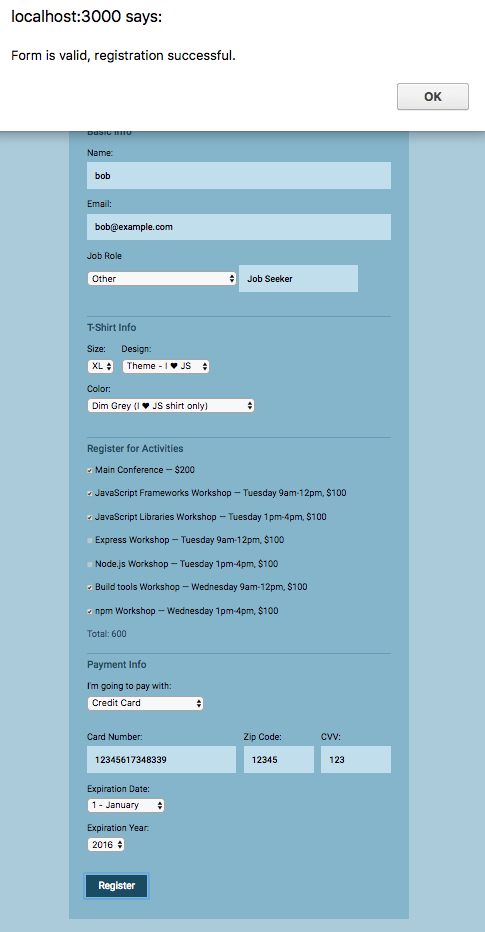 localhost:3000 says:
Form is valid, registration successful.
OK
Basic Info
Name:
bob
Email:
bob@example.com
Job Role
Other
Job Seeker
T-Shirt Info
Size: Design:
XL Theme - I ♥ JS
Color:
Dim Grey (I ♥ JS shirt only)
Register for Activities
Main Conference — $200
JavaScript Frameworks Workshop — Tuesday 9am-12pm, $100
JavaScript Libraries Workshop — Tuesday 1pm-4pm, $100
Express Workshop — Tuesday 9am-12pm, $100
Node.js Workshop — Tuesday 1pm-4pm, $100
Build tools Workshop — Wednesday 9am-12pm, $100
npm Workshop — Wednesday 1pm-4pm, $100
Total: 600
Payment Info
I'm going to pay with:
Credit Card
Card Number: Zip Code: CVV:
12345617348339 12345 123
Expiration Date:
1 - January
Expiration Year:
2016
Register